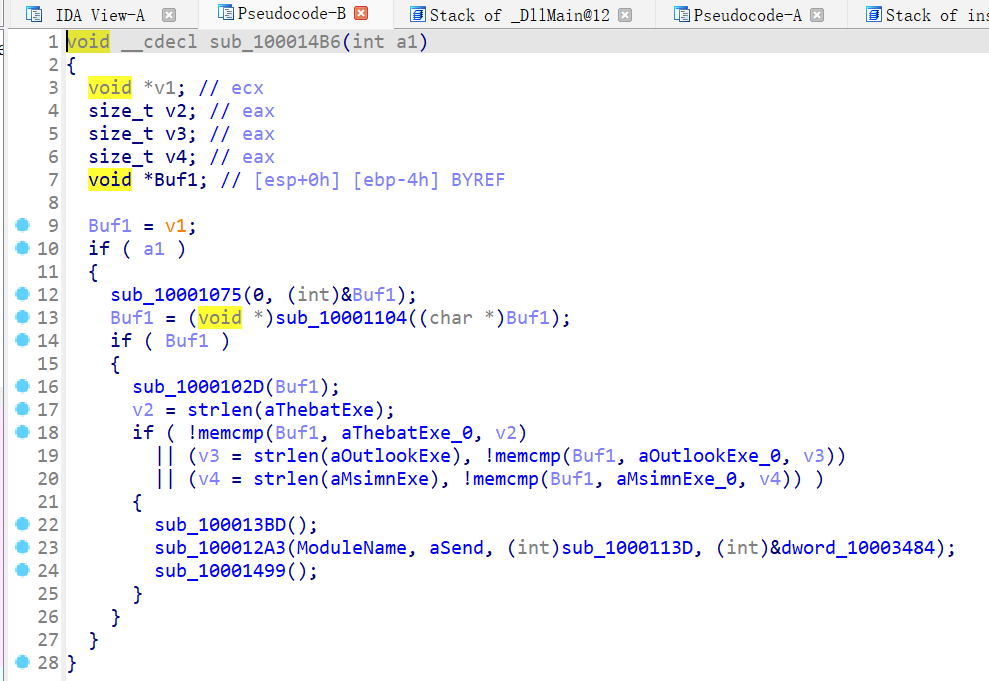 IDA View-A Pseudocode-B Stack of _DllMain@12 Pseudocode-A Stack of ins
1 void __cdecl sub_100014B6(int a1)
2 {
3   void *v1; // ecx
4   size_t v2; // eax
5   size_t v3; // eax
6   size_t v4; // eax
7   void *Buf1; // [esp+0h] [ebp-4h] BYREF
8
9   Buf1 = v1;
10   if ( a1 )
11   {
12     sub_10001075(0, (int)&Buf1);
13     Buf1 = (void *)sub_10001104((char *)Buf1);
14     if ( Buf1 )
15     {
16       sub_1000102D(Buf1);
17       v2 = strlen(aThebatExe);
18       if ( !memcmp(Buf1, aThebatExe_0, v2)
19         || (v3 = strlen(aOutlookExe), !memcmp(Buf1, aOutlookExe_0, v3))
20         || (v4 = strlen(aMsimnExe), !memcmp(Buf1, aMsimnExe_0, v4)) )
21       {
22         sub_100013BD();
23         sub_100012A3(ModuleName, aSend, (int)sub_1000113D, (int)&dword_10003484);
24         sub_10001499();
25       }
26     }
27   }
28 }